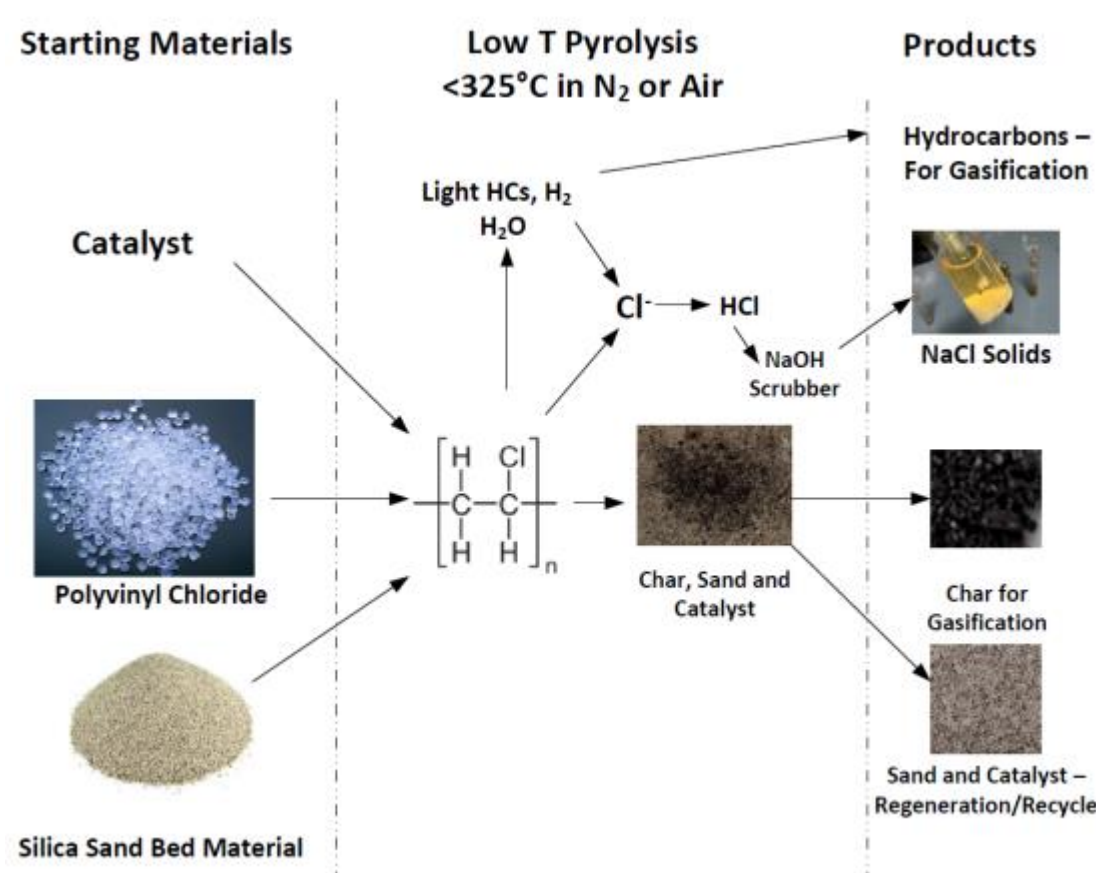 Starting Materials
Low T Pyrolysis
<325°C in N₂ or Air
Products
Hydrocarbons –
For Gasification
Light HCs, H₂
H₂O
Catalyst
Cl⁻
HCl
NaOH
Scrubber
NaCl Solids
H Cl
C C
H H
n
Polyvinyl Chloride
Char, Sand and
Catalyst
Char for
Gasification
Sand and Catalyst –
Regeneration/Recycle
Silica Sand Bed Material